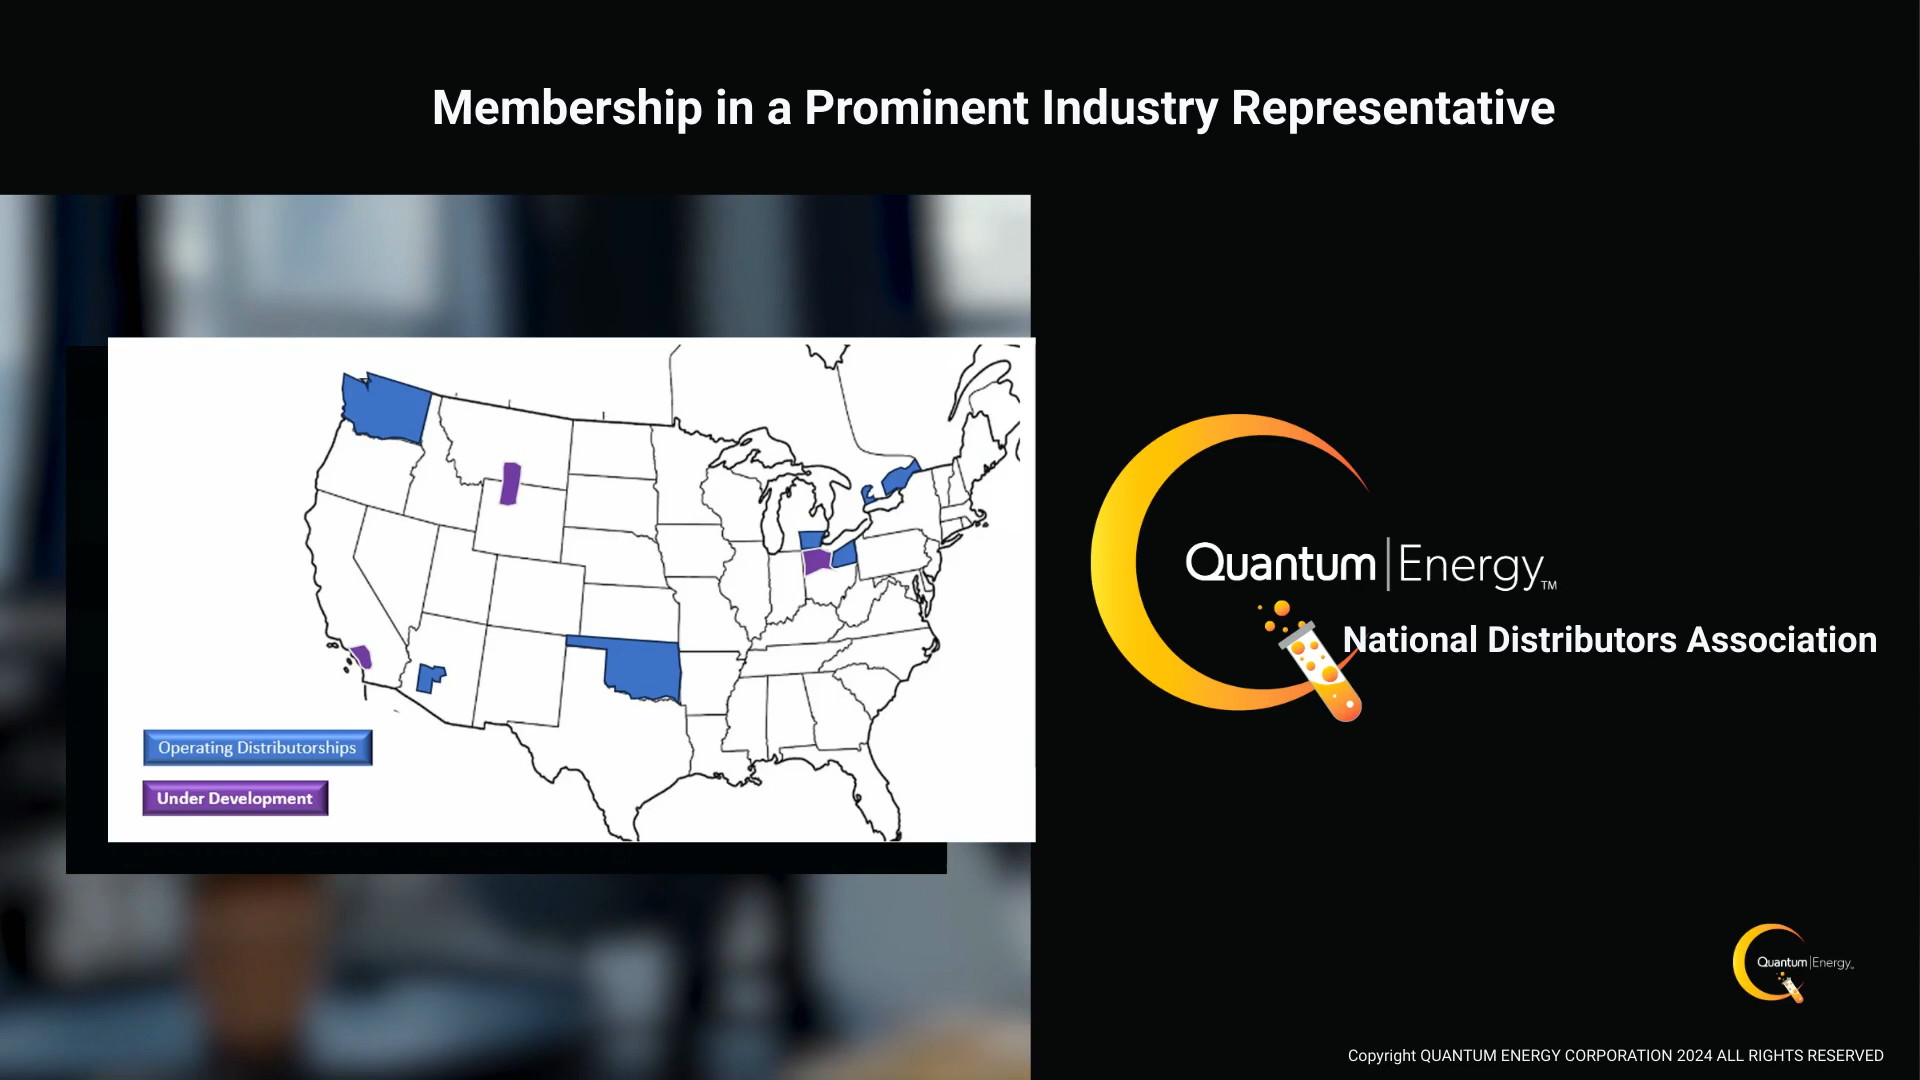 Membership in a Prominent Industry Representative
Operating Distributorships
Under Development
Quantum|Energy™
National Distributors Association
Quantum|Energy™
Copyright QUANTUM ENERGY CORPORATION 2024 ALL RIGHTS RESERVED